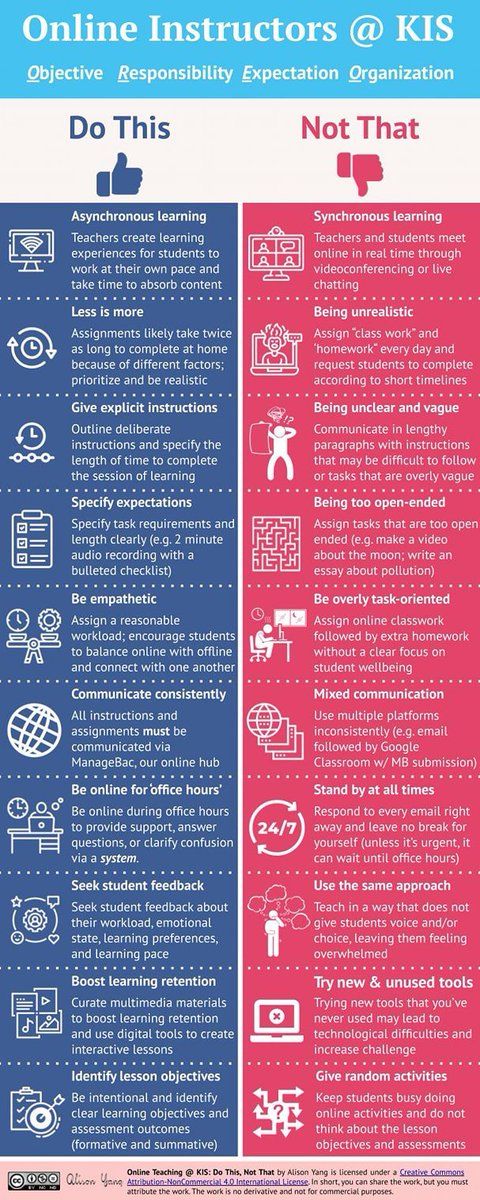 Online Instructors @ KIS
Objective Responsibility Expectation Organization
Do This
Not That
Asynchronous learning
Teachers create learning
experiences for students to
work at their own pace and
take time to absorb content
Synchronous learning
Teachers and students meet
online in real time through
videoconferencing or live
chatting
Less is more
Assignments likely take twice
as long to complete at home
because of different factors;
prioritize and be realistic
Being unrealistic
Assign "class work" and
'homework" every day and
request students to complete
according to short timelines
Give explicit instructions
Outline deliberate
instructions and specify the
length of time to complete
the session of learning
Being unclear and vague
Communicate in lengthy
paragraphs with instructions
that may be difficult to follow
or tasks that are overly vague
Specify expectations
Specify task requirements and
length clearly (e.g. 2 minute
audio recording with a
bulleted checklist)
Being too open-ended
Assign tasks that are too open
ended (e.g. make a video
about the moon; write an
essay about pollution)
Be empathetic
Assign a reasonable
workload; encourage students
to balance online with offline
and connect with one another
Be overly task-oriented
Assign online classwork
followed by extra homework
without a clear focus on
student wellbeing
Communicate consistently
All instructions and
assignments must be
communicated via
ManageBac, our online hub
Mixed communication
Use multiple platforms
inconsistently (e.g. email
followed by Google
Classroom w/ MB submission)
Be online for 'office hours'
Be online during office hours
to provide support, answer
questions, or clarify confusion
via a system.
24/7
Stand by at all times
Respond to every email right
away and leave no break for
yourself (unless it's urgent, it
can wait until office hours)
Seek student feedback
Seek student feedback about
their workload, emotional
state, learning preferences,
and learning pace
Use the same approach
Teach in a way that does not
give students voice and/or
choice, leaving them feeling
overwhelmed
Boost learning retention
Curate multimedia materials
to boost learning retention
and use digital tools to create
interactive lessons
Try new & unused tools
Trying new tools that you've
never used may lead to
technological difficulties and
increase challenge
Identify lesson objectives
Be intentional and identify
clear learning objectives and
assessment outcomes
(formative and summative)
Give random activities
Keep students busy doing
online activities and do not
think about the lesson
objectives and assessments
BY NC ND
Alison Yang
Online Teaching @ KIS: Do This, Not That by Alison Yang is licensed under a Creative Commons
Attribution-NonCommercial 4.0 International License. In short, you can share the work, but you must
attribute the work. The work is no derivative and not for commercial purposes.